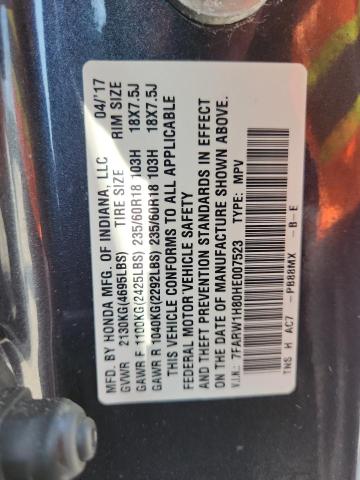 MFD. BY HONDA MFG. OF INDIANA, LLC 04/'17
GVWR 2130KG(4695LBS) TIRE SIZE RIM SIZE
GAWR F 1100KG(2425LBS) 235/60R18 103H 18X7.5J
GAWR R 1040KG(2292LBS) 235/60R18 103H 18X7.5J
THIS VEHICLE CONFORMS TO ALL APPLICABLE
FEDERAL MOTOR VEHICLE SAFETY
AND THEFT PREVENTION STANDARDS IN EFFECT
ON THE DATE OF MANUFACTURE SHOWN ABOVE.
V.I.N.: 7FARW1H80HE007523 TYPE: MPV
TNS H AC7 -PB88MX -B-E